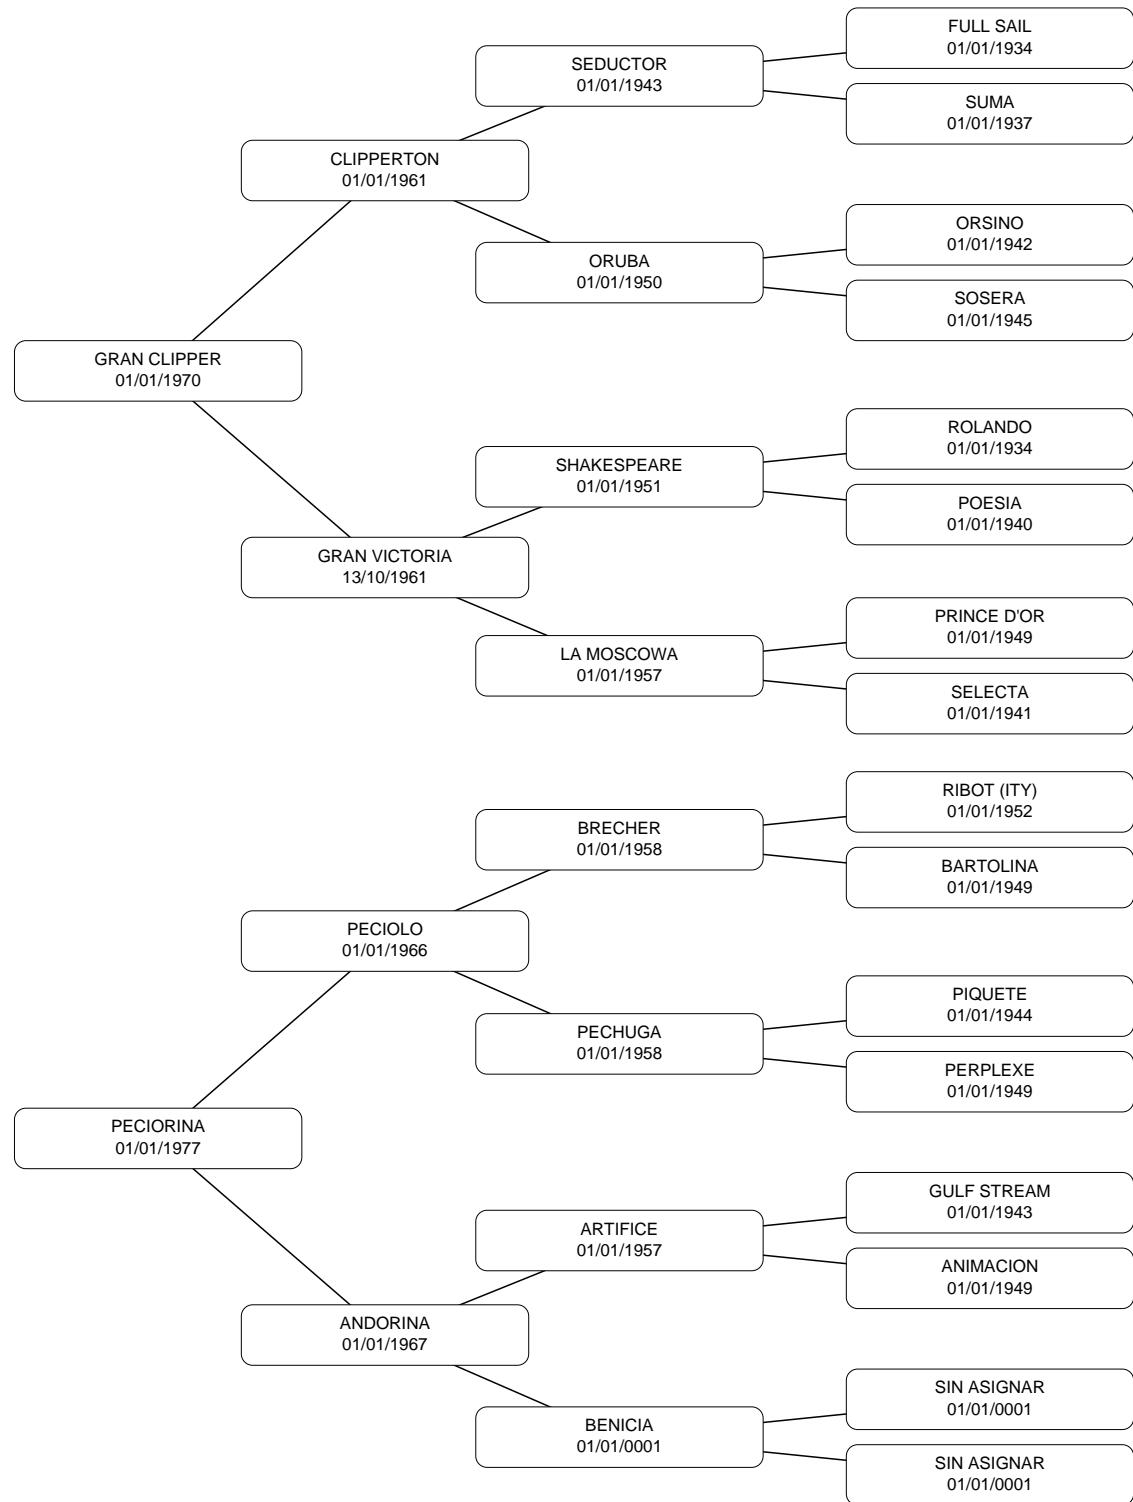 FULL SAIL
01/01/1934
SEDUCTOR
01/01/1943
SUMA
01/01/1937
CLIPPERTON
01/01/1961
ORSINO
01/01/1942
ORUBA
01/01/1950
SOSERA
01/01/1945
GRAN CLIPPER
01/01/1970
ROLANDO
01/01/1934
SHAKESPEARE
01/01/1951
POESIA
01/01/1940
GRAN VICTORIA
13/10/1961
PRINCE D'OR
01/01/1949
LA MOSCOWA
01/01/1957
SELECTA
01/01/1941
RIBOT (ITY)
01/01/1952
BRECHER
01/01/1958
BARTOLINA
01/01/1949
PECIOLO
01/01/1966
PIQUETE
01/01/1944
PECHUGA
01/01/1958
PERPLEXE
01/01/1949
PECIORINA
01/01/1977
GULF STREAM
01/01/1943
ARTIFICE
01/01/1957
ANIMACION
01/01/1949
ANDORINA
01/01/1967
SIN ASIGNAR
01/01/0001
BENICIA
01/01/0001
SIN ASIGNAR
01/01/0001